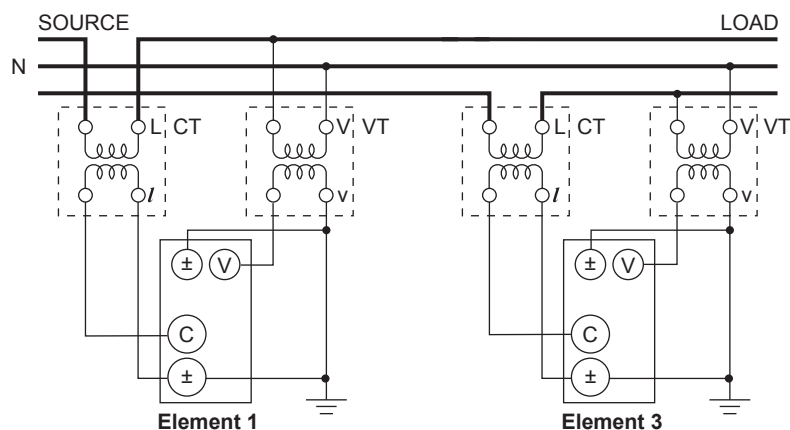 SOURCE LOAD
N
L CT V VT L CT V VT
l v l v
± V ± V
C C
± ±
Element 1 Element 3